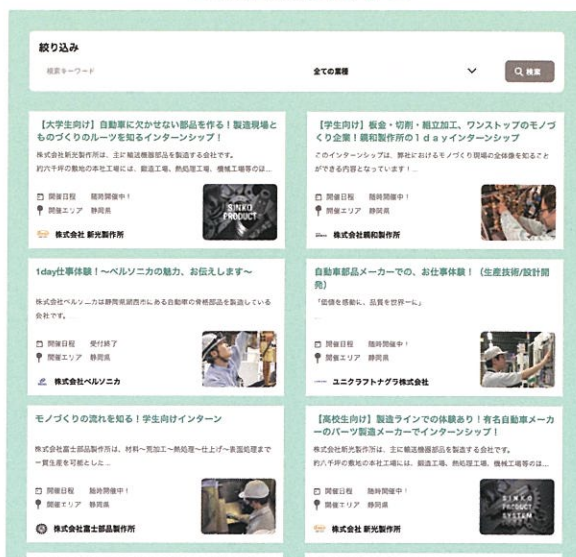 絞り込み
検索キーワード
全ての業種
検索
【大学生向け】自動車に欠かせない部品を作る！製造現場と
ものづくりのルーツを知るインターンシップ！
株式会社新光製作所は、主に輸送機器部品を製造する会社です。
約六千坪の敷地の本社工場には、鍛造工場、熱処理工場、機械工場等のほ...
開催日程 随時開催中！
開催エリア 静岡県
SINKO
PRODUCT
株式会社 新光製作所
【学生向け】板金・切削・組立加工、ワンストップのモノづ
くり企業！親和製作所の１ｄａｙインターンシップ
このインターンシップは、弊社におけるモノづくり現場の全体像を知ること
ができる内容となっています！...
開催日程 随時開催中！
開催エリア 静岡県
株式会社親和製作所
1day仕事体験！～ベルソニカの魅力、お伝えします～
株式会社ベルソニカは静岡県湖西市にある自動車の骨格部品を製造している
会社です。...
開催日程 受付終了
開催エリア 静岡県
株式会社ベルソニカ
自動車部品メーカーでの、お仕事体験！（生産技術/設計開
発）
「価値を感動に、品質を世界一に」
...
開催日程 随時開催中！
開催エリア 静岡県
ユニクラフトナグラ株式会社
モノづくりの流れを知る！学生向けインターン
株式会社富士部品製作所は、材料～荒加工～熱処理～仕上げ～表面処理まで
一貫生産を可能とした...
開催日程 随時開催中！
開催エリア 静岡県
株式会社富士部品製作所
【高校生向け】製造ラインでの体験あり！有名自動車メーカ
ーのパーツ製造メーカーでインターンシップ！
株式会社新光製作所は、主に輸送機器部品を製造する会社です。
約六千坪の敷地の本社工場には、鍛造工場、熱処理工場、機械工場等のほ...
開催日程 随時開催中！
開催エリア 静岡県
SINKO
PRODUCT
SYSTEM
株式会社 新光製作所